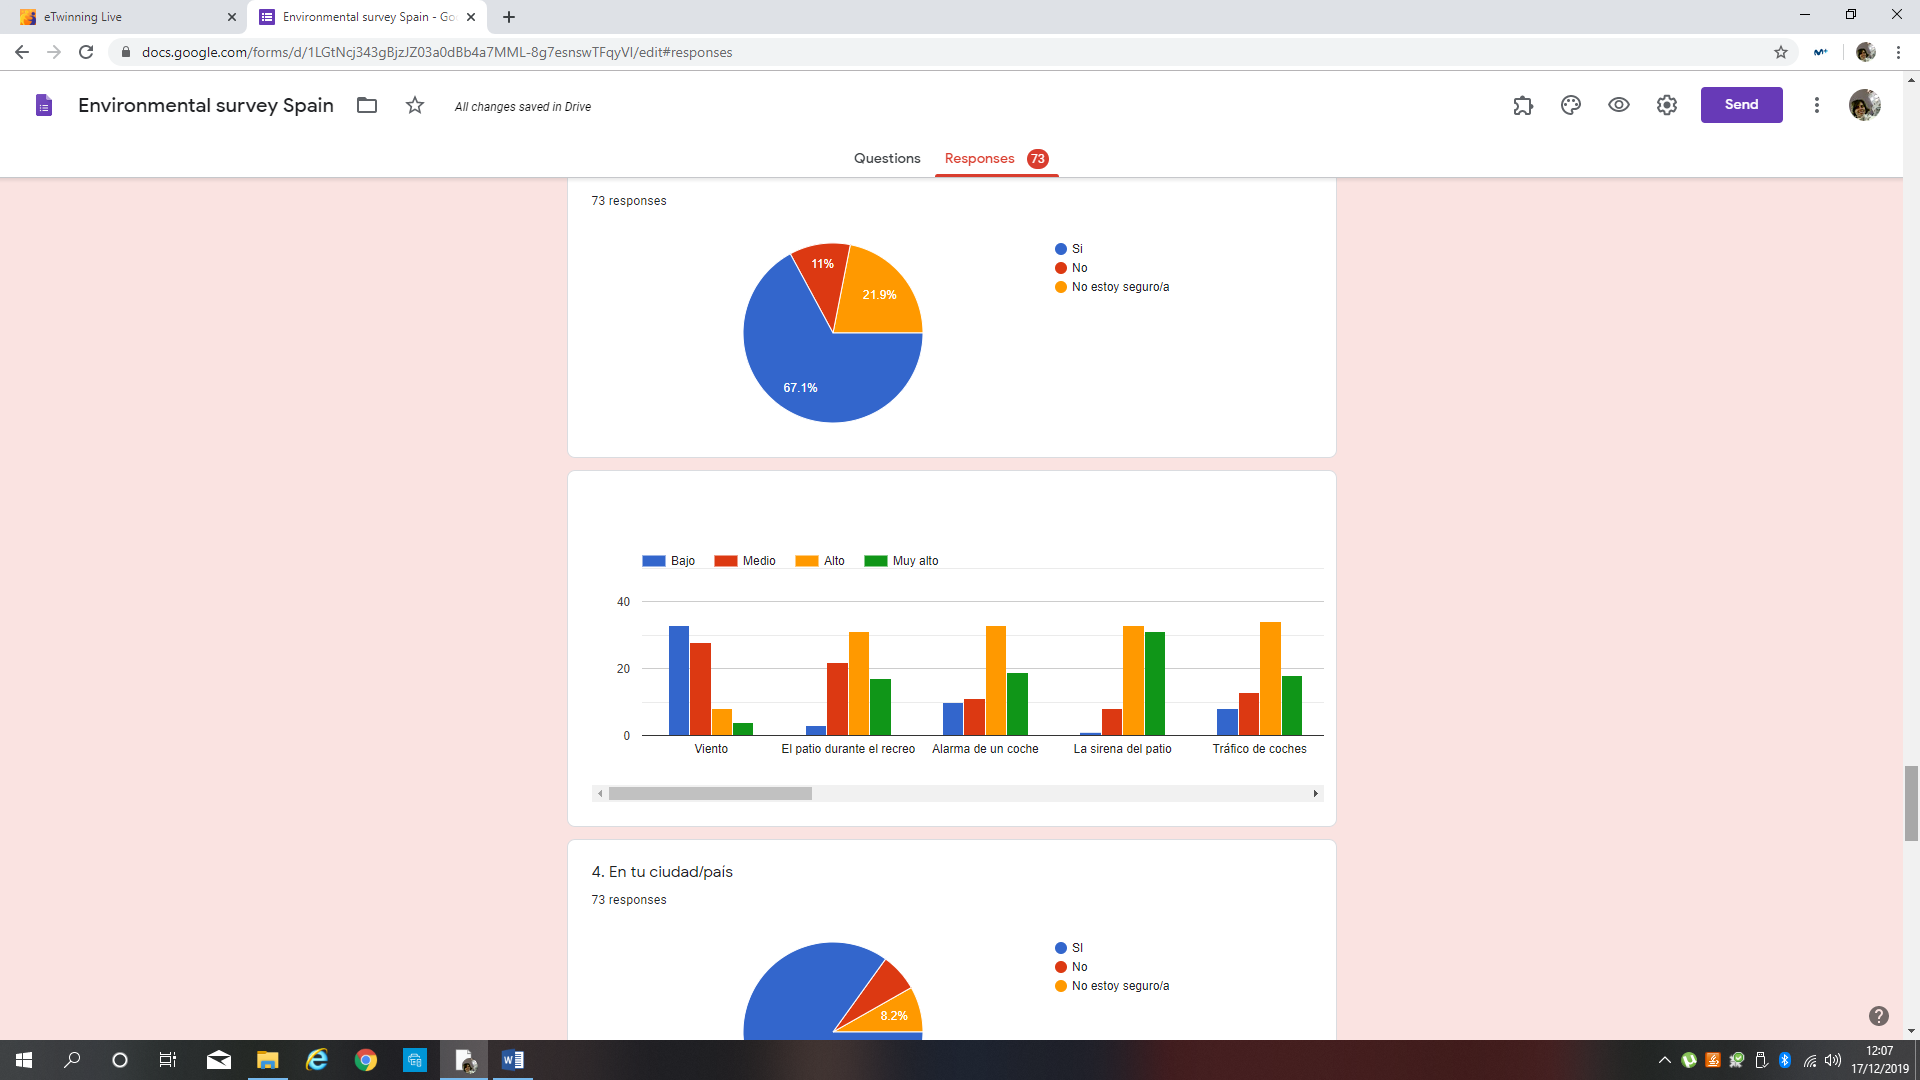 eTwinning Live
Environmental survey Spain - Go
docs.google.com/forms/d/1LGtNcj343gBjzJZ03a0dBb4a7MML-8g7esnswTFqyVI/edit#responses
Environmental survey Spain
All changes saved in Drive
Send
Questions
Responses 73
73 responses
Si
No
No estoy seguro/a
11%
21.9%
67.1%
Bajo Medio Alto Muy alto
40
20
0
Viento El patio durante el recreo Alarma de un coche La sirena del patio Tráfico de coches
4. En tu ciudad/país
73 responses
SI
No
No estoy seguro/a
8.2%
12:07
17/12/2019